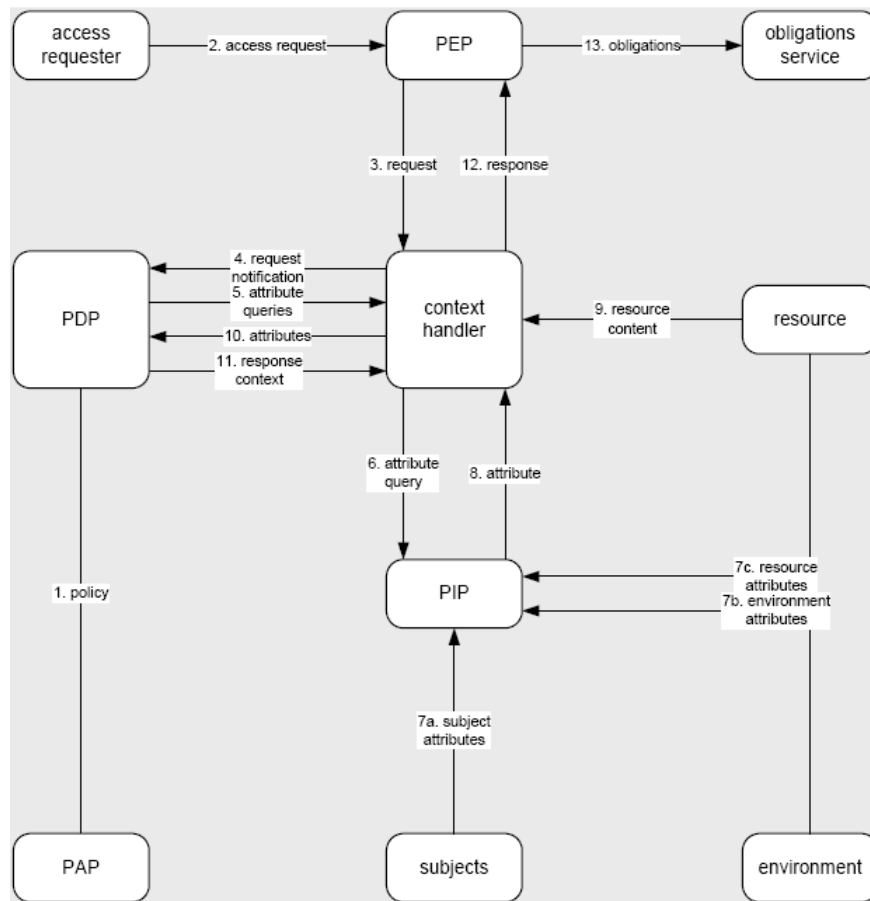 access
requester
2. access request
PEP
13. obligations
obligations
service
3. request
12. response
PDP
4. request
notification
5. attribute
queries
10. attributes
11. response
context
context
handler
9. resource
content
resource
6. attribute
query
8. attribute
1. policy
PIP
7c. resource
attributes
7b. environment
attributes
7a. subject
attributes
PAP
subjects
environment